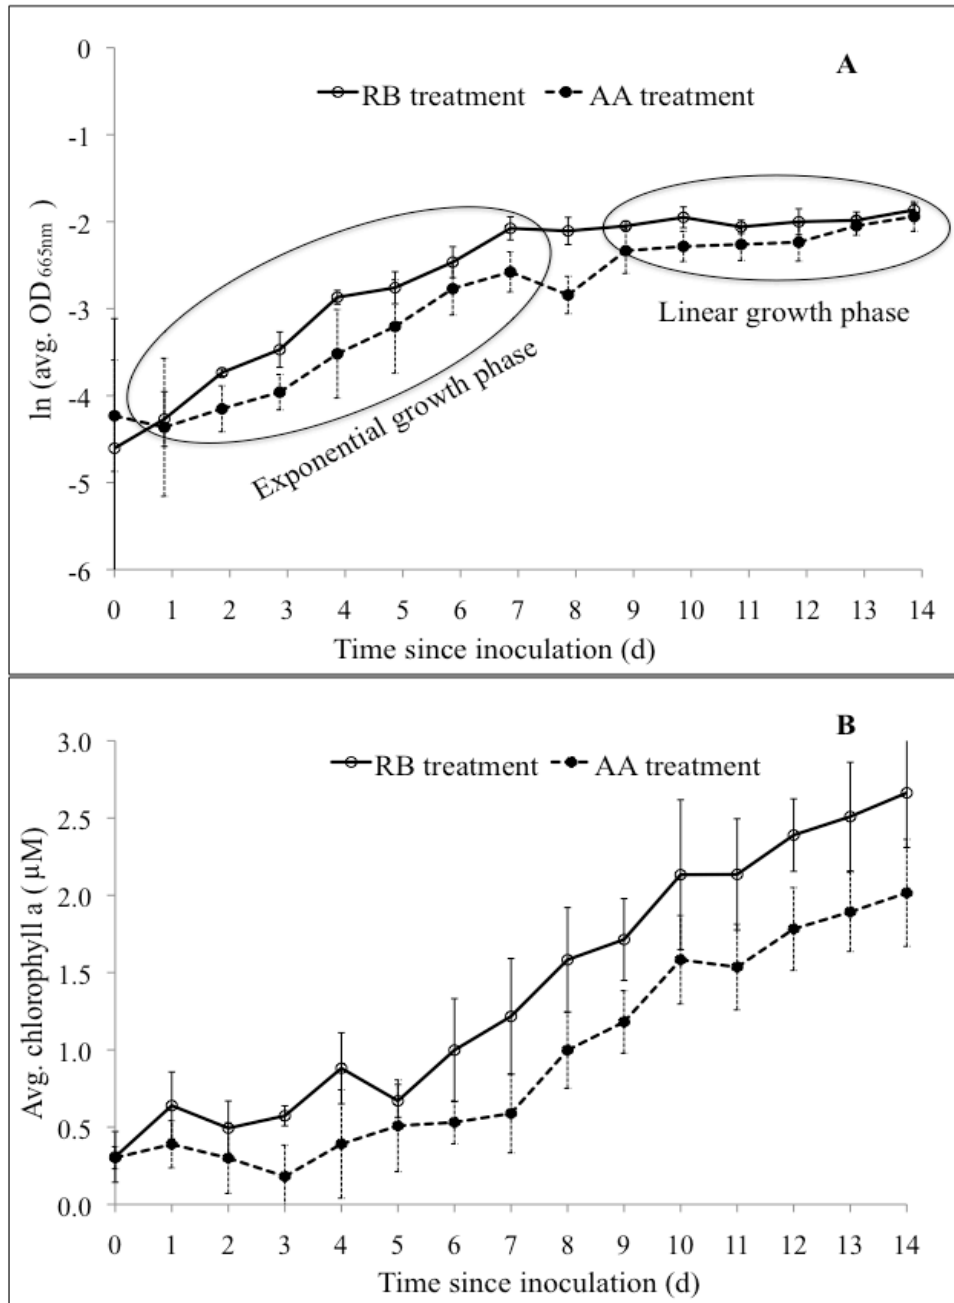 A
RB treatment AA treatment
0
-1
-2
-3
-4
-5
-6
ln (avg. OD665nm)
Exponential growth phase
Linear growth phase
0 1 2 3 4 5 6 7 8 9 10 11 12 13 14
Time since inoculation (d)
B
RB treatment AA treatment
3.0
2.5
2.0
1.5
1.0
0.5
0.0
Avg. chlorophyll a ( µM)
0 1 2 3 4 5 6 7 8 9 10 11 12 13 14
Time since inoculation (d)